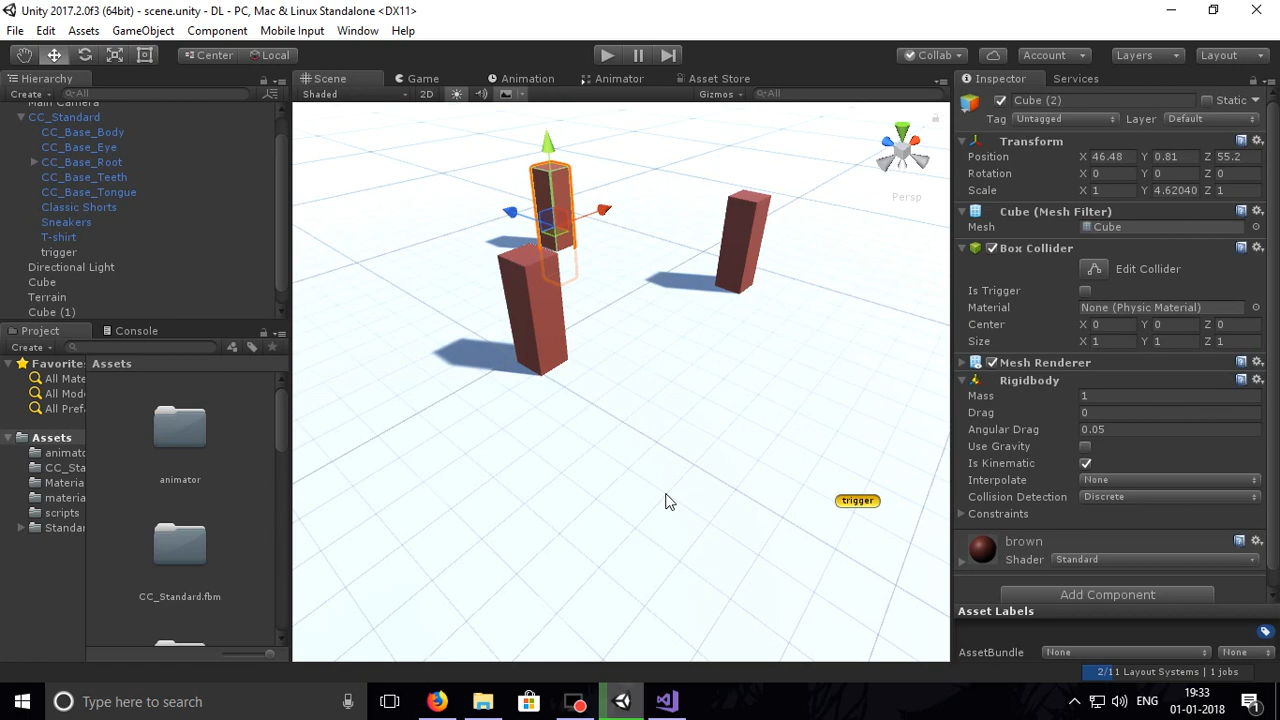 Unity 2017.2.0f3 (64bit) - scene.unity - DL - PC, Mac & Linux Standalone <DX11>
File Edit Assets GameObject Component Mobile Input Window Help
Center Local Collab Account Layers Layout
Hierarchy Scene Game Animation Animator Asset Store Inspector Services
Create All Shaded 2D Gizmos All
Main Camera
CC_Standard
CC_Base_Body
CC_Base_Eye
CC_Base_Root
CC_Base_Teeth
CC_Base_Tongue
Classic Shorts
Sneakers
T-shirt
trigger
Directional Light
Cube
Terrain
Cube (1)
Project Console
Create
Favorite
All Mate
All Mode
All Pref
Assets
animato
CC_Sta
Materia
materia
scripts
Standar
Assets
animator
CC_Standard.fbm
Persp
trigger
Cube (2) Static
Tag Untagged Layer Default
Transform
Position X 46.48 Y 0.81 Z 55.2
Rotation X 0 Y 0 Z 0
Scale X 1 Y 4.62040 Z 1
Cube (Mesh Filter)
Mesh Cube
Box Collider
Edit Collider
Is Trigger
Material None (Physic Material)
Center X 0 Y 0 Z 0
Size X 1 Y 1 Z 1
Mesh Renderer
Rigidbody
Mass 1
Drag 0
Angular Drag 0.05
Use Gravity
Is Kinematic
Interpolate None
Collision Detection Discrete
Constraints
brown
Shader Standard
Add Component
Asset Labels
AssetBundle None None
2/11 Layout Systems | 1 jobs
Type here to search
ENG
19:33
01-01-2018
1